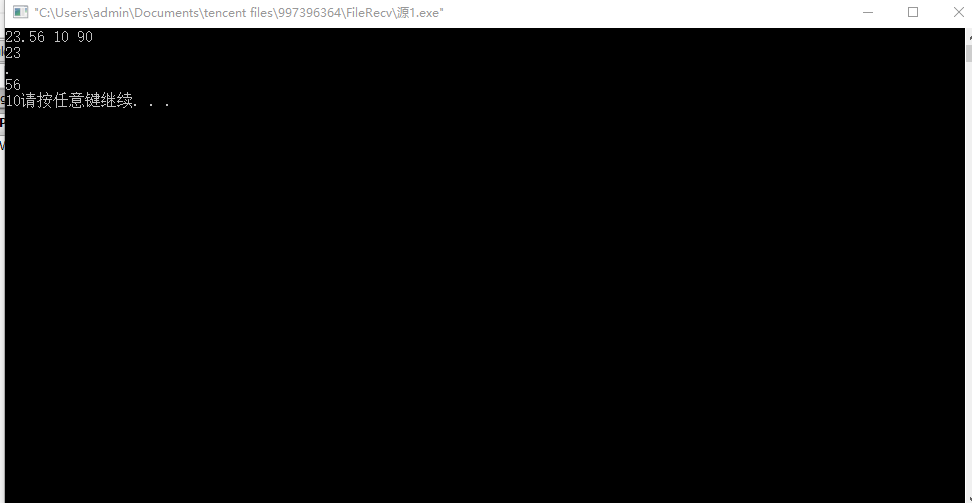 "C:\Users\admin\Documents\tencent files\997396364\FileRecv\源1.exe"
23.56 10 90
23
.
56
10请按任意键继续. . .